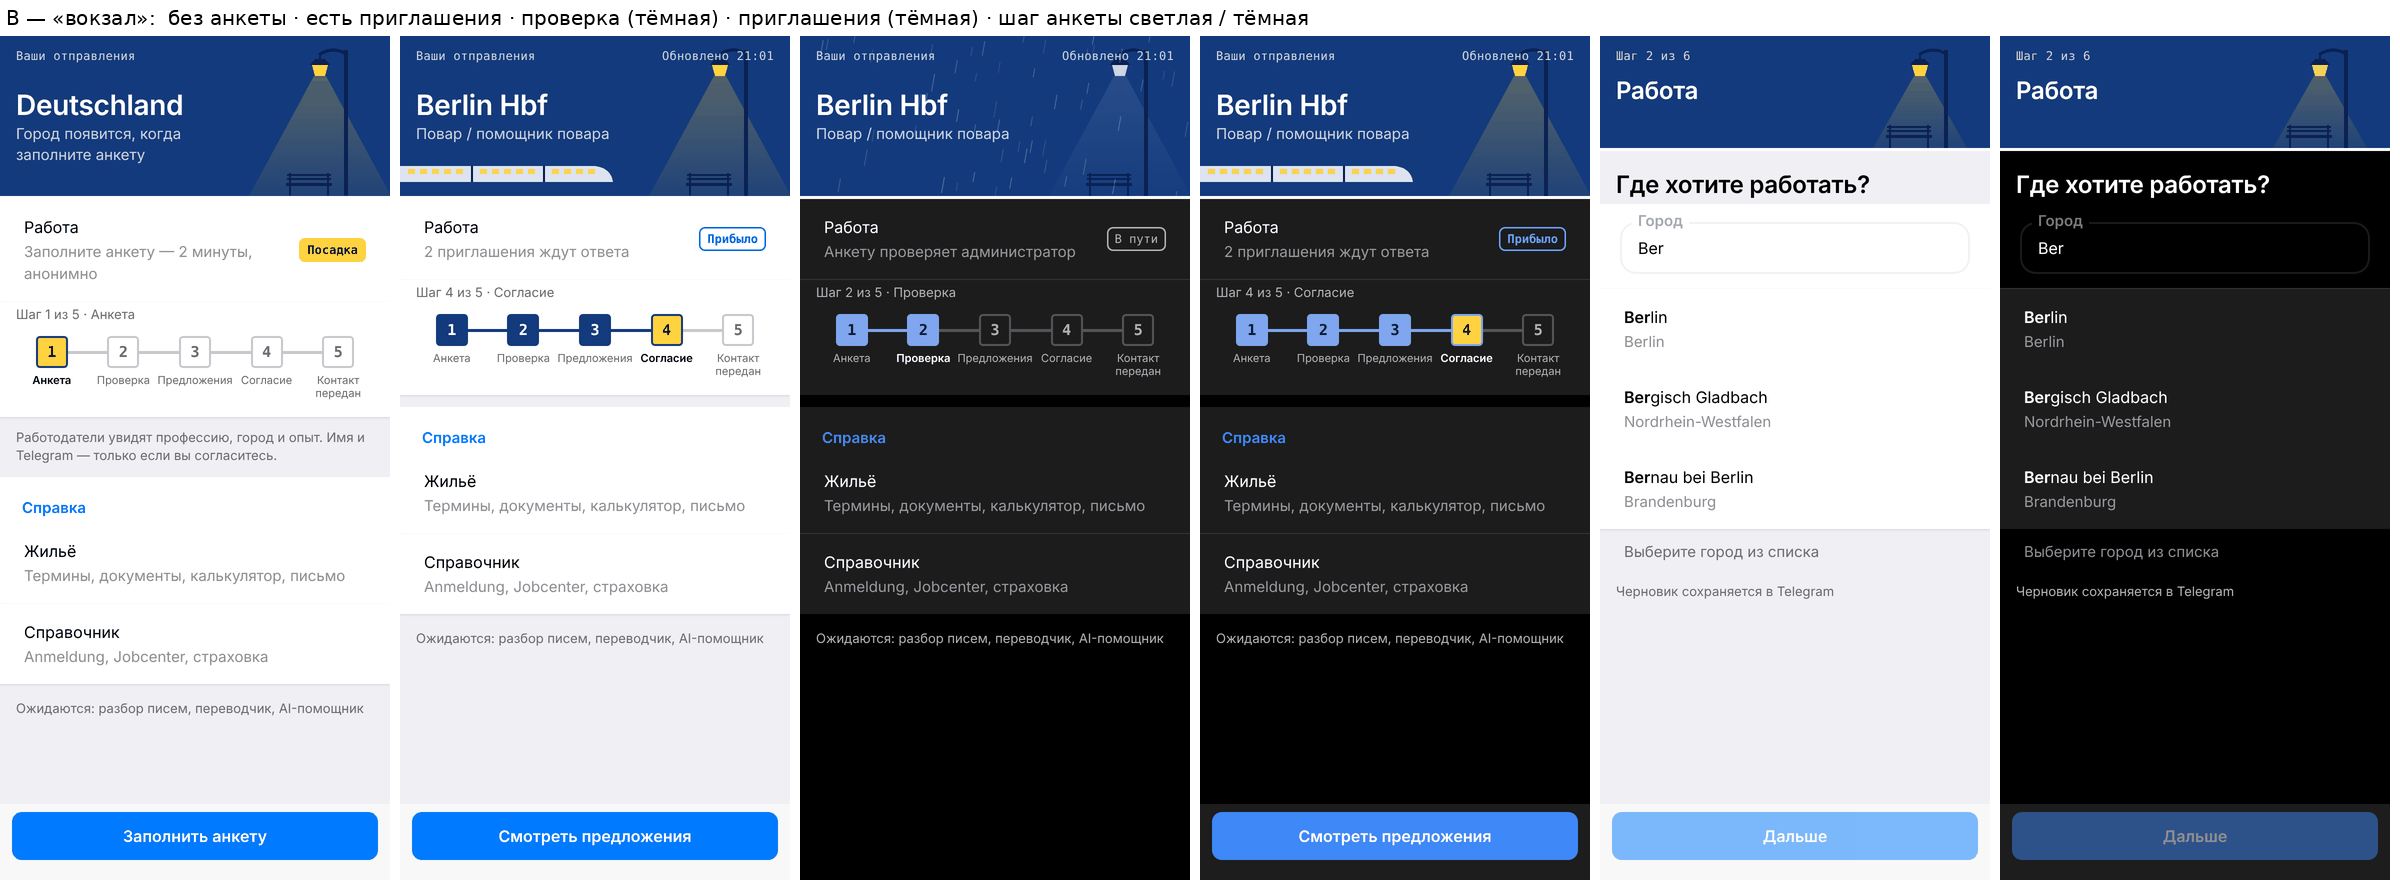 В — «вокзал»: без анкеты · есть приглашения · проверка (тёмная) · приглашения (тёмная) · шаг анкеты светлая / тёмная
Ваши отправления
Deutschland
Город появится, когда
заполните анкету
Работа
Заполните анкету — 2 минуты,
анонимно
Посадка
Шаг 1 из 5 · Анкета
1 2 3 4 5
Анкета Проверка Предложения Согласие Контакт
передан
Работодатели увидят профессию, город и опыт. Имя и
Telegram — только если вы согласитесь.
Справка
Жильё
Термины, документы, калькулятор, письмо
Справочник
Anmeldung, Jobcenter, страховка
Ожидаются: разбор писем, переводчик, AI-помощник
Заполнить анкету
Ваши отправления Обновлено 21:01
Berlin Hbf
Повар / помощник повара
Работа
2 приглашения ждут ответа
Прибыло
Шаг 4 из 5 · Согласие
1 2 3 4 5
Анкета Проверка Предложения Согласие Контакт
передан
Справка
Жильё
Термины, документы, калькулятор, письмо
Справочник
Anmeldung, Jobcenter, страховка
Ожидаются: разбор писем, переводчик, AI-помощник
Смотреть предложения
Ваши отправления Обновлено 21:01
Berlin Hbf
Повар / помощник повара
Работа
Анкету проверяет администратор
В пути
Шаг 2 из 5 · Проверка
1 2 3 4 5
Анкета Проверка Предложения Согласие Контакт
передан
Справка
Жильё
Термины, документы, калькулятор, письмо
Справочник
Anmeldung, Jobcenter, страховка
Ожидаются: разбор писем, переводчик, AI-помощник
Ваши отправления Обновлено 21:01
Berlin Hbf
Повар / помощник повара
Работа
2 приглашения ждут ответа
Прибыло
Шаг 4 из 5 · Согласие
1 2 3 4 5
Анкета Проверка Предложения Согласие Контакт
передан
Справка
Жильё
Термины, документы, калькулятор, письмо
Справочник
Anmeldung, Jobcenter, страховка
Ожидаются: разбор писем, переводчик, AI-помощник
Смотреть предложения
Шаг 2 из 6
Работа
Где хотите работать?
Город
Ber
Berlin
Berlin
Bergisch Gladbach
Nordrhein-Westfalen
Bernau bei Berlin
Brandenburg
Выберите город из списка
Черновик сохраняется в Telegram
Дальше
Шаг 2 из 6
Работа
Где хотите работать?
Город
Ber
Berlin
Berlin
Bergisch Gladbach
Nordrhein-Westfalen
Bernau bei Berlin
Brandenburg
Выберите город из списка
Черновик сохраняется в Telegram
Дальше